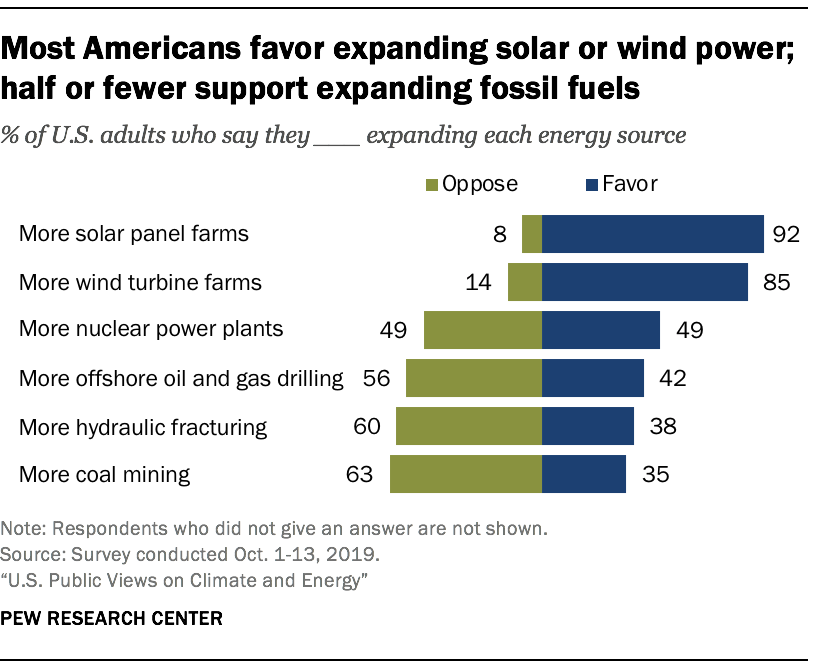 Most Americans favor expanding solar or wind power;
half or fewer support expanding fossil fuels
% of U.S. adults who say they ____ expanding each energy source
Oppose Favor
More solar panel farms 8 92
More wind turbine farms 14 85
More nuclear power plants 49 49
More offshore oil and gas drilling 56 42
More hydraulic fracturing 60 38
More coal mining 63 35
Note: Respondents who did not give an answer are not shown.
Source: Survey conducted Oct. 1-13, 2019.
“U.S. Public Views on Climate and Energy”
PEW RESEARCH CENTER